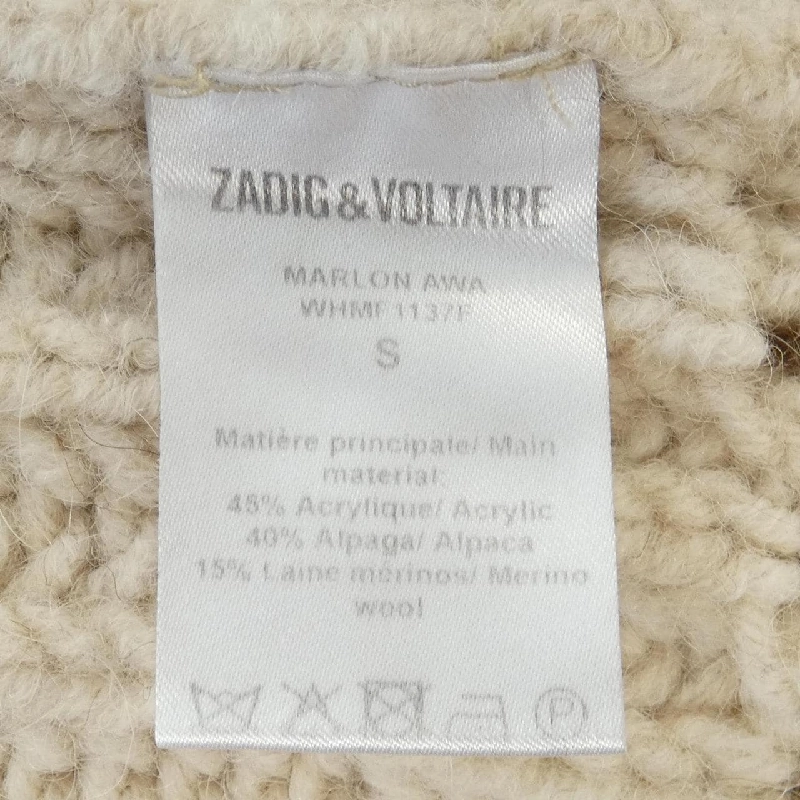 ZADIG & VOLTAIRE
MARLON AWA
WHMF1137F
S
Matière principale/ Main
material:
45% Acrylique/ Acrylic
40% Alpaga/ Alpaca
15% Laine merinos/ Merino
wool
P